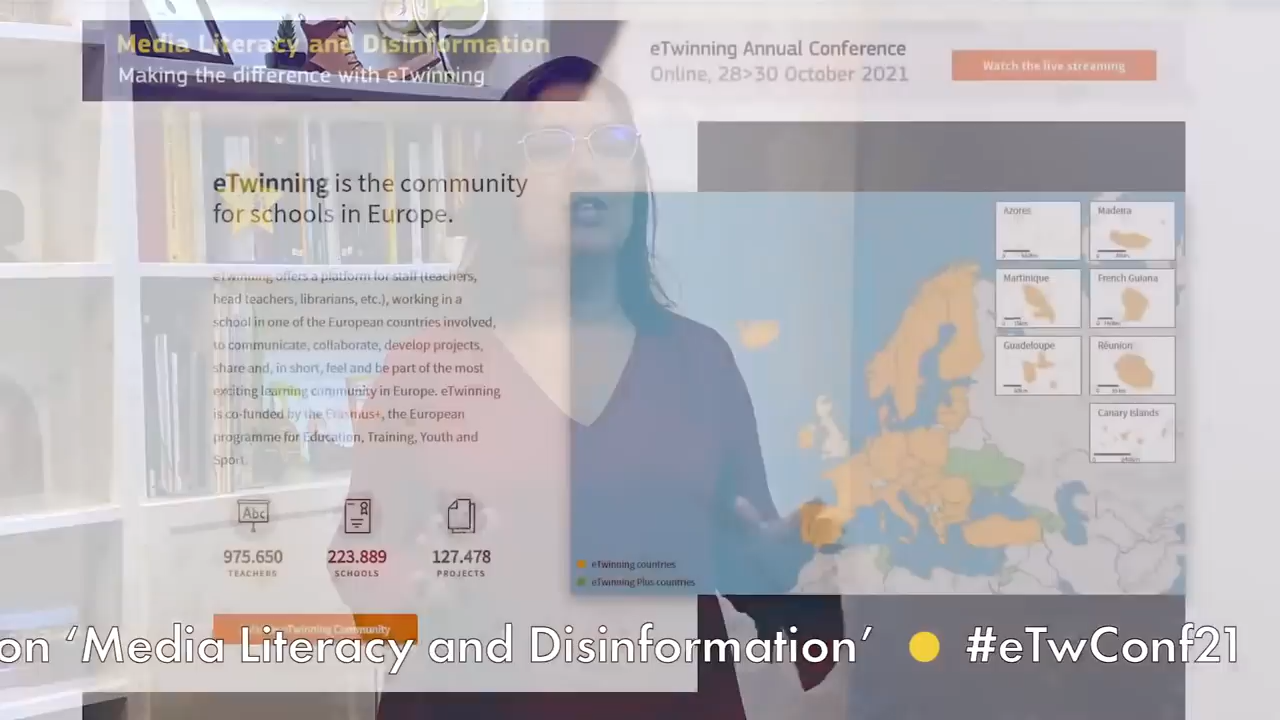 Media Literacy and Disinformation
Making the difference with eTwinning
eTwinning Annual Conference
Online, 28>30 October 2021
Watch the live streaming
eTwinning is the community
for schools in Europe.
eTwinning offers a platform for staff (teachers,
head teachers, librarians, etc.), working in a
school in one of the European countries involved,
to communicate, collaborate, develop projects,
share and, in short, feel and be part of the most
exciting learning community in Europe. eTwinning
is co-funded by the Erasmus+, the European
programme for Education, Training, Youth and
Sport.
Abc
975.650
TEACHERS
223.889
SCHOOLS
127.478
PROJECTS
eTwinning Community
Azores
Madeira
Martinique
French Guiana
Guadeloupe
Réunion
Canary Islands
eTwinning countries
eTwinning Plus countries
on ‘Media Literacy and Disinformation’ #eTwConf21